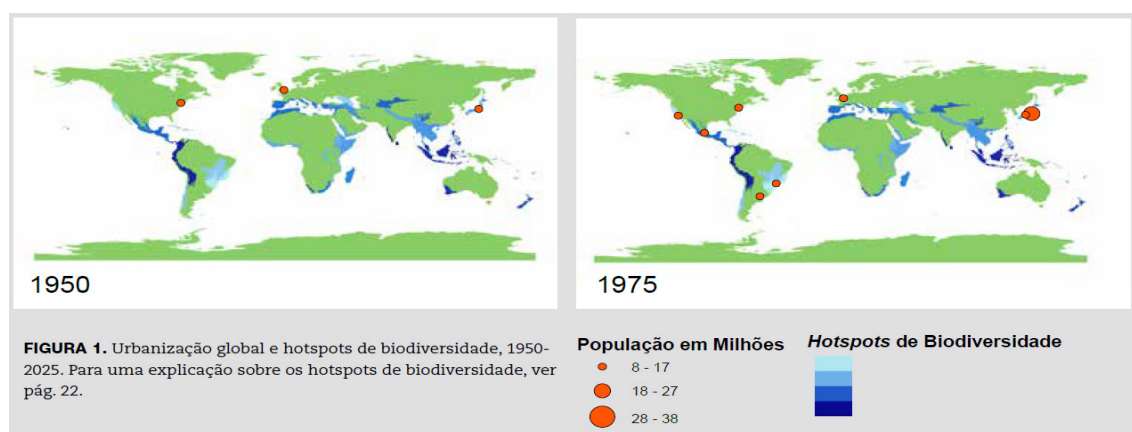 1950
1975
FIGURA 1. Urbanização global e hotspots de biodiversidade, 1950-
2025. Para uma explicação sobre os hotspots de biodiversidade, ver
pág. 22.
População em Milhões
8 - 17
18 - 27
28 - 38
Hotspots de Biodiversidade